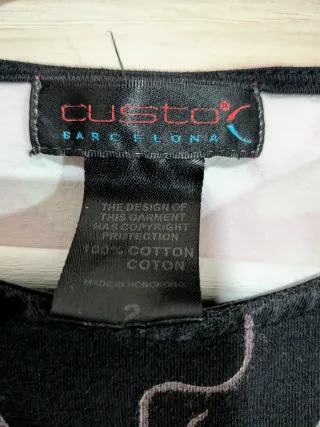 custo
BARCELONA
THE DESIGN OF
THIS GARMENT
HAS COPYRIGHT
PROTECTION
100% COTTON
COTON
MADE IN HONGKONG
2